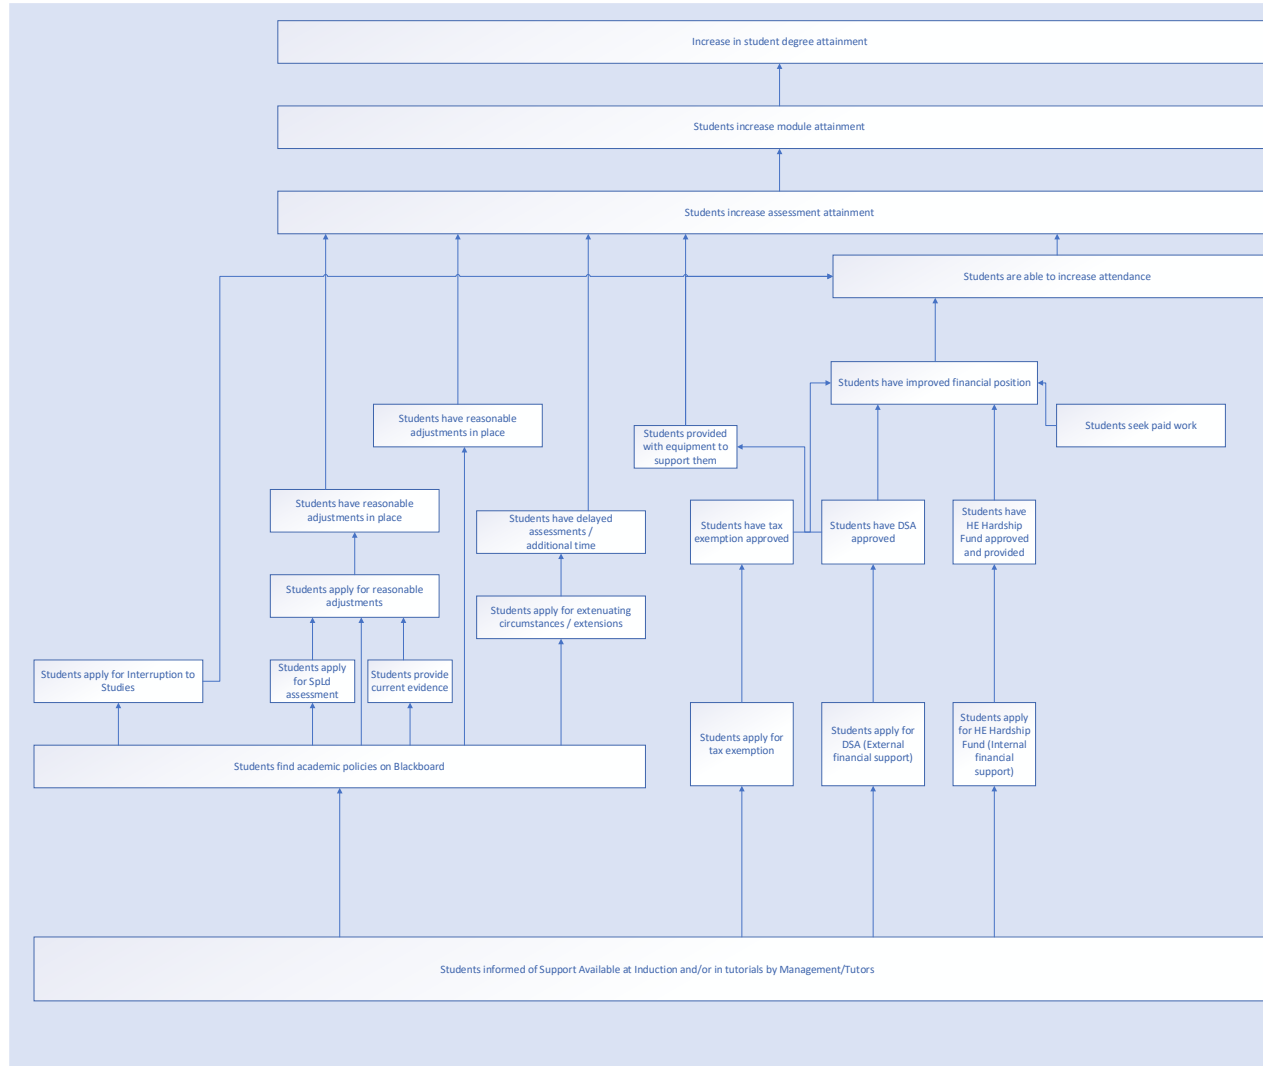 Increase in student degree attainment
Students increase module attainment
Students increase assessment attainment
Students are able to increase attendance
Students have improved financial position
Students have reasonable
adjustments in place
Students seek paid work
Students provided
with equipment to
support them
Students have reasonable
adjustments in place
Students have delayed
assessments /
additional time
Students have tax
exemption approved
Students have DSA
approved
Students have
HE Hardship
Fund approved
and provided
Students apply for reasonable
adjustments
Students apply for extenuating
circumstances / extensions
Students apply for Interruption to
Studies
Students apply
for SpLd
assessment
Students provide
current evidence
Students apply for
tax exemption
Students apply for
DSA (External
financial support)
Students apply
for HE Hardship
Fund (Internal
financial
support)
Students find academic policies on Blackboard
Students informed of Support Available at Induction and/or in tutorials by Management/Tutors